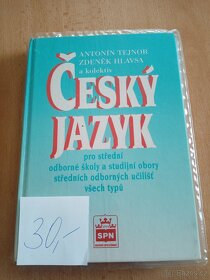 ANTONÍN TEJNOR
ZDENĚK HLAVSA
a kolektiv
ČESKÝ
JAZYK
pro střední
odborné školy a studijní obory
středních odborných učilišť
všech typů
30,-
SPN